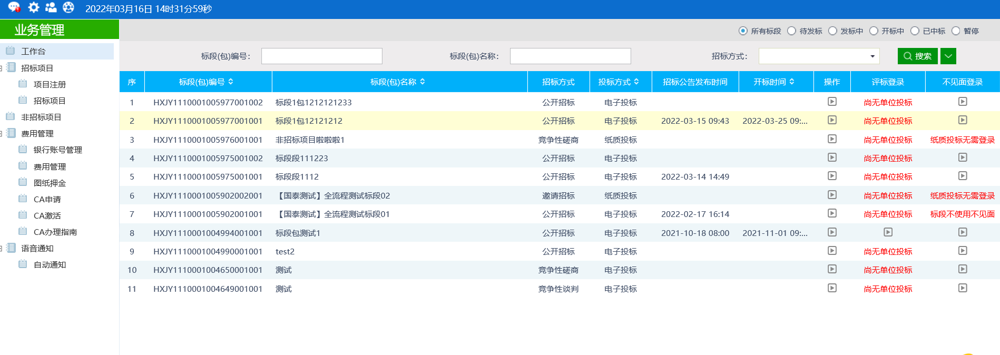 2022年03月16日 14时31分59秒
业务管理
工作台
招标项目
项目注册
招标项目
非招标项目
费用管理
银行账号管理
费用管理
图纸押金
CA申请
CA激活
CA办理指南
语音通知
自动通知
所有标段 待发标 发标中 开标中 已中标 暂停
标段(包)编号： 标段(包)名称： 招标方式： 搜索
序 标段(包)编号 标段(包)名称 招标方式 投标方式 招标公告发布时间 开标时间 操作 评标登录 不见面登录
1 HXJY1110001005977001002 标段1包1212121233 公开招标 电子投标 尚无单位投标
2 HXJY1110001005977001001 标段1包12121212 公开招标 电子投标 2022-03-15 09:43 2022-03-25 09:... 尚无单位投标
3 HXJY1110001005976001001 非招标项目啦啦啦1 竞争性磋商 纸质投标 尚无单位投标 纸质投标无需登录
4 HXJY1110001005975001002 标段段111223 公开招标 电子投标 尚无单位投标
5 HXJY1110001005975001001 标段段1112 公开招标 电子投标 2022-03-14 14:49 尚无单位投标
6 HXJY1110001005902002001 【国泰测试】全流程测试标段02 邀请招标 纸质投标 尚无单位投标 纸质投标无需登录
7 HXJY1110001005902001001 【国泰测试】全流程测试标段01 公开招标 电子投标 2022-02-17 16:14 尚无单位投标 标段不使用不见面
8 HXJY1110001004994001001 标段包测试1 公开招标 电子投标 2021-10-18 08:00 2021-11-01 09:...
9 HXJY1110001004990001001 test2 公开招标 电子投标 尚无单位投标
10 HXJY1110001004650001001 测试 竞争性磋商 电子投标 尚无单位投标
11 HXJY1110001004649001001 测试 竞争性谈判 电子投标 尚无单位投标